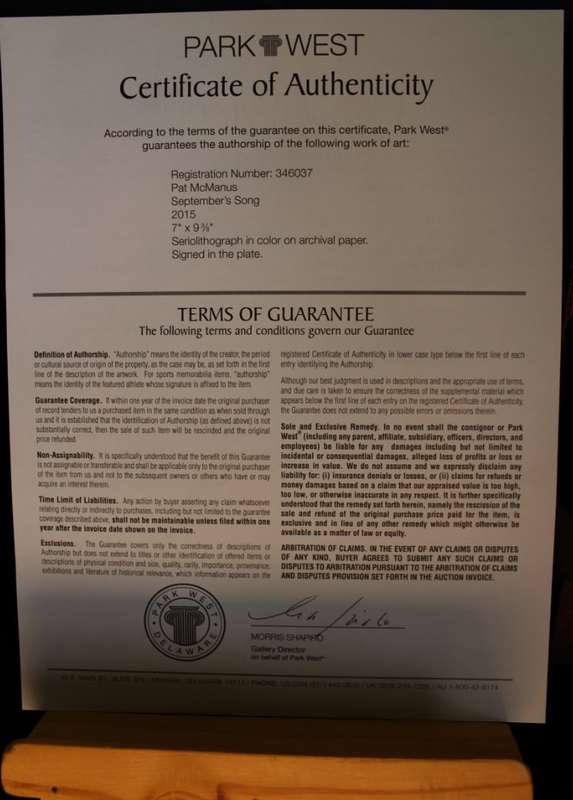 PARK WEST
Certificate of Authenticity
According to the terms of the guarantee on this certificate, Park West®
guarantees the authorship of the following work of art:
Registration Number: 346037
Pat McManus
September's Song
2015
7" x 9 ⅜"
Seriolithograph in color on archival paper.
Signed in the plate.
TERMS OF GUARANTEE
The following terms and conditions govern our Guarantee
Definition of Authorship. "Authorship" means the identity of the creator, the period
or cultural source of origin of the property, as the case may be, as set forth in the first
line of the description of the artwork. For sports memorabilia items, "authorship"
means the identity of the featured athlete whose signature is affixed to the item.
Guarantee Coverage. If within one year of the invoice date the original purchaser
of record tenders to us a purchased item in the same condition as when sold through
us and it is established that the identification of Authorship (as defined above) is not
substantially correct, then the sale of such item will be rescinded and the original
price refunded.
Non-Assignability. It is specifically understood that the benefit of this Guarantee
is not assignable or transferable and shall be applicable only to the original purchaser
of the item from us and not to the subsequent owners or others who have or may
acquire an interest therein.
Time Limit of Liabilities. Any action by buyer asserting any claim whatsoever
relating directly or indirectly to purchases, including but not limited to the guarantee
coverage described above, shall not be maintainable unless filed within one
year after the invoice date shown on the invoice.
Exclusions. The Guarantee covers only the correctness of descriptions of
Authorship but does not extend to titles or other identification of offered items or
descriptions of physical condition and size, quality, rarity, importance, provenance,
exhibitions and literature of historical relevance, which information appears on the
registered Certificate of Authenticity in lower case type below the first line of each
entry identifying the Authorship.
Although our best judgment is used in descriptions and the appropriate use of terms,
and due care is taken to ensure the correctness of the supplemental material which
appears below the first line of each entry on the registered Certificate of Authenticity,
the Guarantee does not extend to any possible errors or omissions therein.
Sole and Exclusive Remedy. In no event shall the consignor or Park
West® (including any parent, affiliate, subsidiary, officers, directors, and
employees) be liable for any damages including but not limited to
incidental or consequential damages, alleged loss of profits or loss or
increase in value. We do not assume and we expressly disclaim any
liability for: (i) insurance denials or losses, or (ii) claims for refunds or
money damages based on a claim that our appraised value is too high,
too low, or otherwise inaccurate in any respect. It is further specifically
understood that the remedy set forth herein, namely the rescission of the
sale and refund of the original purchase price paid for the item, is
exclusive and in lieu of any other remedy which might otherwise be
available as a matter of law or equity.
ARBITRATION OF CLAIMS. IN THE EVENT OF ANY CLAIMS OR DISPUTES
OF ANY KIND, BUYER AGREES TO SUBMIT ANY SUCH CLAIMS OR
DISPUTES TO ARBITRATION PURSUANT TO THE ARBITRATION OF CLAIMS
AND DISPUTES PROVISION SET FORTH IN THE AUCTION INVOICE.
PARK WEST
DELAWARE
MORRIS SHAPIRO
Gallery Director
on behalf of Park West®